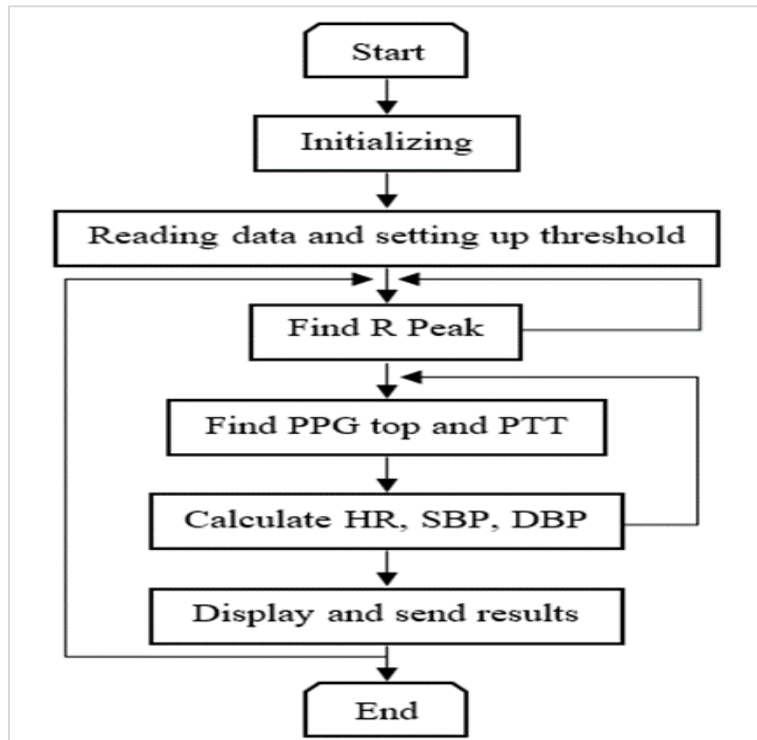 Start
Initializing
Reading data and setting up threshold
Find R Peak
Find PPG top and PTT
Calculate HR, SBP, DBP
Display and send results
End